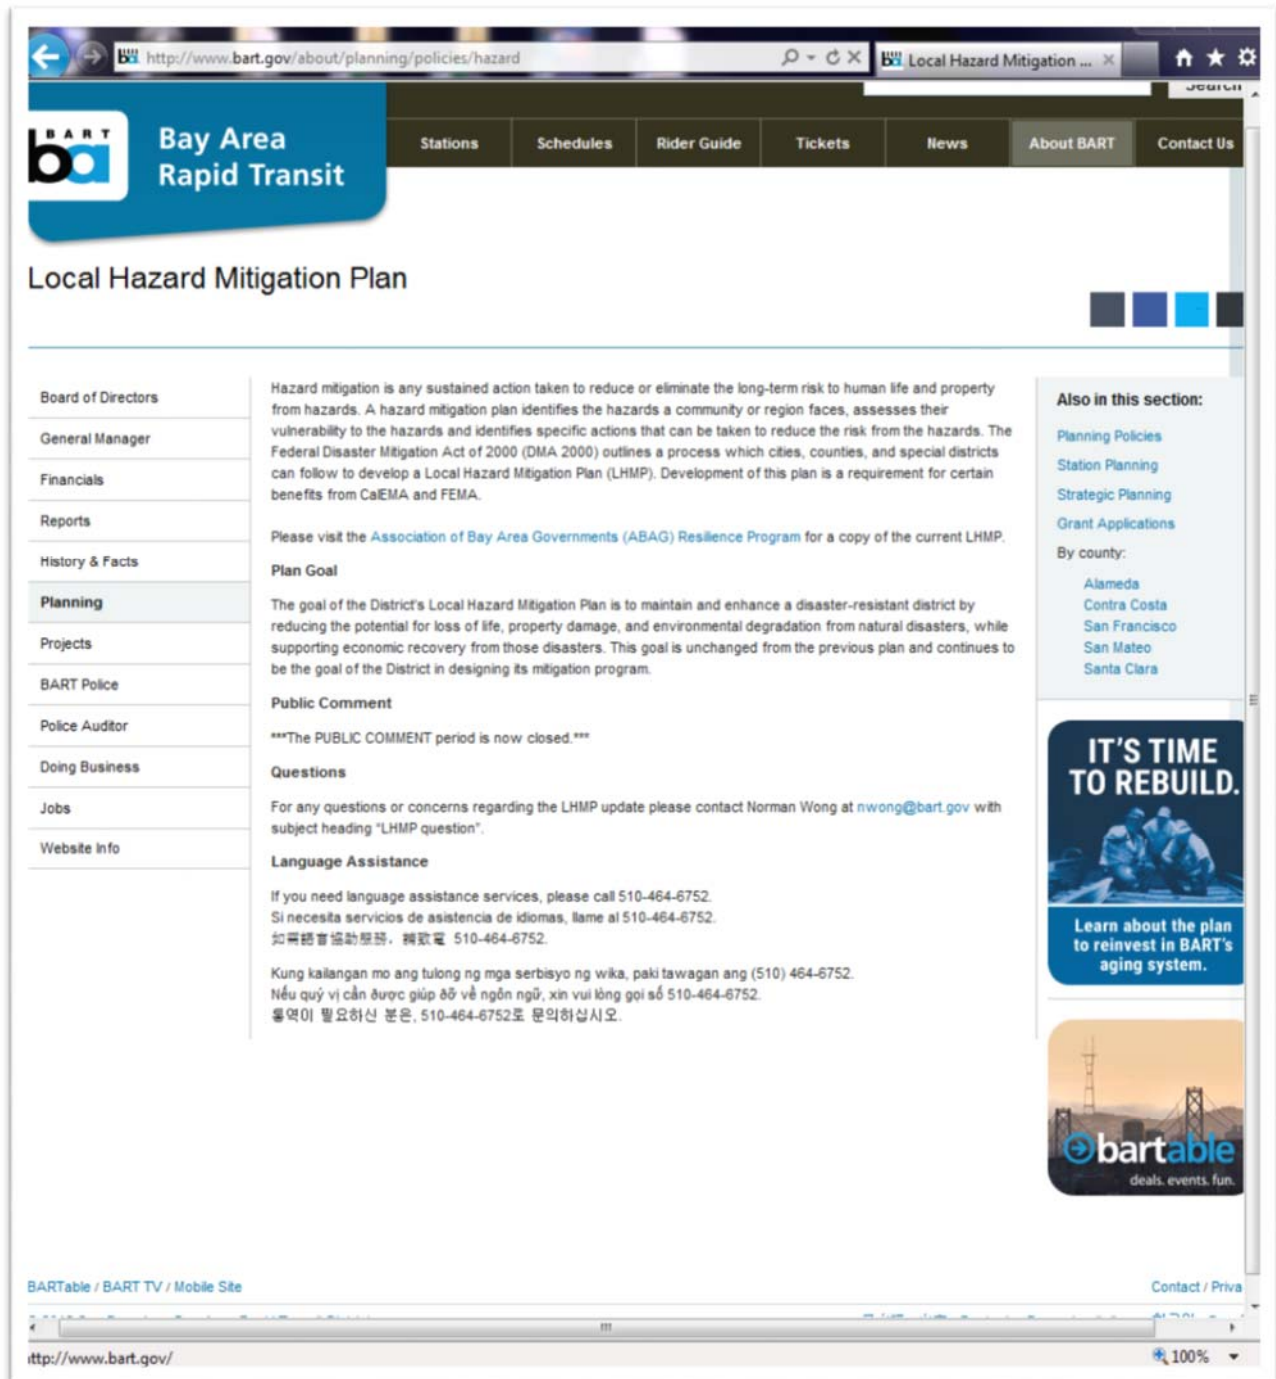 http://www.bart.gov/about/planning/policies/hazard
Local Hazard Mitigation ...
Search
BART
ba
Bay Area
Rapid Transit
Stations
Schedules
Rider Guide
Tickets
News
About BART
Contact Us
Local Hazard Mitigation Plan
Board of Directors
General Manager
Financials
Reports
History & Facts
Planning
Projects
BART Police
Police Auditor
Doing Business
Jobs
Website Info
Hazard mitigation is any sustained action taken to reduce or eliminate the long-term risk to human life and property
from hazards. A hazard mitigation plan identifies the hazards a community or region faces, assesses their
vulnerability to the hazards and identifies specific actions that can be taken to reduce the risk from the hazards. The
Federal Disaster Mitigation Act of 2000 (DMA 2000) outlines a process which cities, counties, and special districts
can follow to develop a Local Hazard Mitigation Plan (LHMP). Development of this plan is a requirement for certain
benefits from CalEMA and FEMA.
Please visit the Association of Bay Area Governments (ABAG) Resilience Program for a copy of the current LHMP.
Plan Goal
The goal of the District's Local Hazard Mitigation Plan is to maintain and enhance a disaster-resistant district by
reducing the potential for loss of life, property damage, and environmental degradation from natural disasters, while
supporting economic recovery from those disasters. This goal is unchanged from the previous plan and continues to
be the goal of the District in designing its mitigation program.
Public Comment
***The PUBLIC COMMENT period is now closed.***
Questions
For any questions or concerns regarding the LHMP update please contact Norman Wong at nwong@bart.gov with
subject heading "LHMP question".
Language Assistance
If you need language assistance services, please call 510-464-6752.
Si necesita servicios de asistencia de idiomas, llame al 510-464-6752.
如需語言協助服務，請致電 510-464-6752.
Kung kailangan mo ang tulong ng mga serbisyo ng wika, paki tawagan ang (510) 464-6752.
Nếu quý vị cần được giúp đỡ về ngôn ngữ, xin vui lòng gọi số 510-464-6752.
통역이 필요하신 분은, 510-464-6752로 문의하십시오.
Also in this section:
Planning Policies
Station Planning
Strategic Planning
Grant Applications
By county:
Alameda
Contra Costa
San Francisco
San Mateo
Santa Clara
IT'S TIME
TO REBUILD.
Learn about the plan
to reinvest in BART's
aging system.
bartable
deals. events. fun.
BARTable / BART TV / Mobile Site
Contact / Priva
ttp://www.bart.gov/
100%